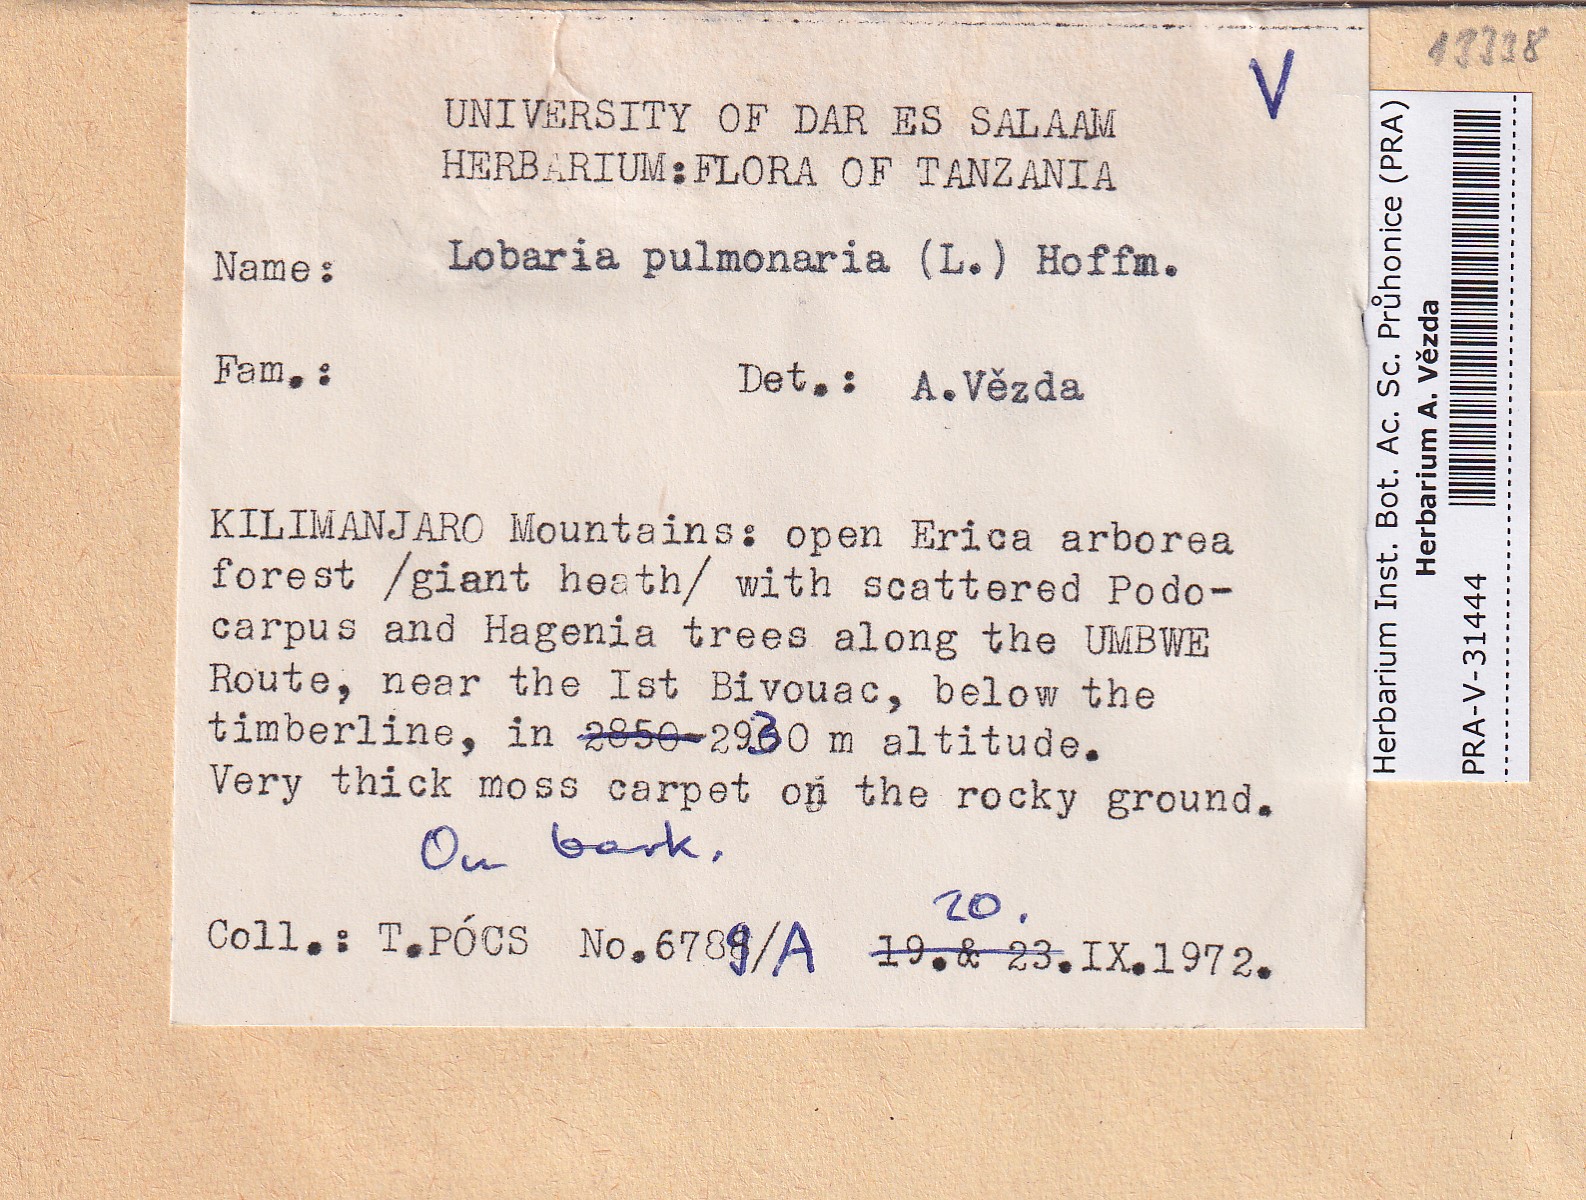 13338
V
UNIVERSITY OF DAR ES SALAAM
HERBARIUM:FLORA OF TANZANIA
Name: Lobaria pulmonaria (L.) Hoffm.
Fam.: Det.: A.Vězda
KILIMANJARO Mountains: open Erica arborea
forest /giant heath/ with scattered Podo-
carpus and Hagenia trees along the UMBWE
Route, near the Ist Bivouac, below the
timberline, in 2850-2930 m altitude.
Very thick moss carpet on the rocky ground.
On bark.
20.
Coll.: T.PÓCS No.6789/A 19.& 23.IX.1972.
Herbarium Inst. Bot. Ac. Sc. Průhonice (PRA)
Herbarium A. Vězda
PRA-V-31444